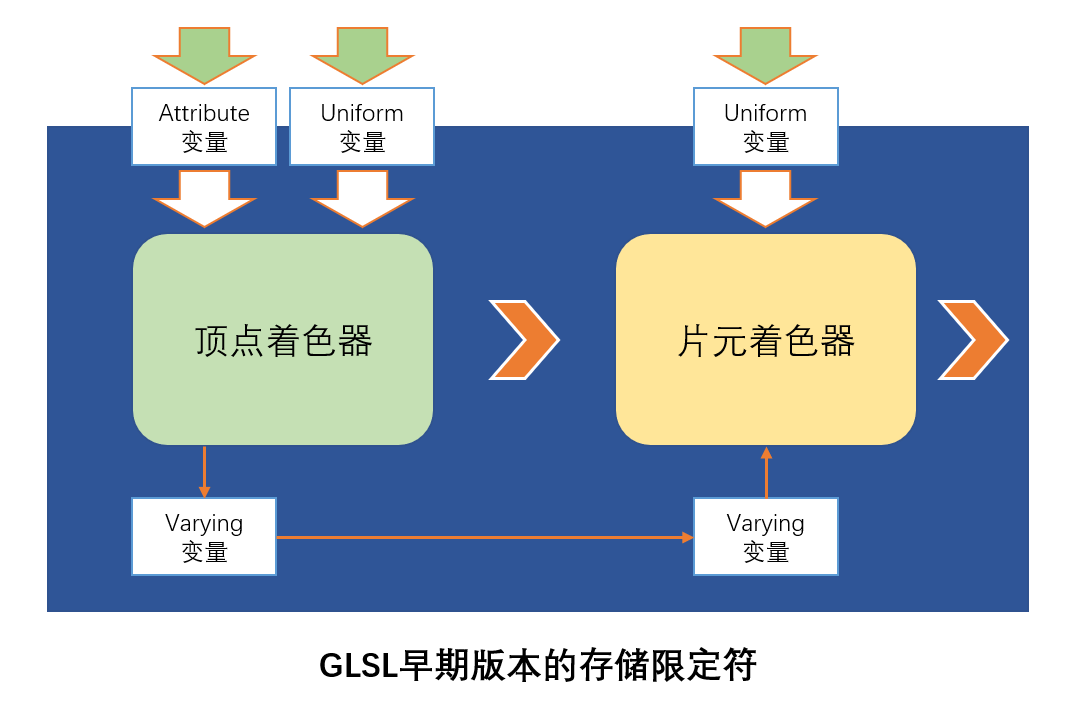 Attribute
变量
Uniform
变量
Uniform
变量
顶点着色器
片元着色器
Varying
变量
Varying
变量
GLSL早期版本的存储限定符